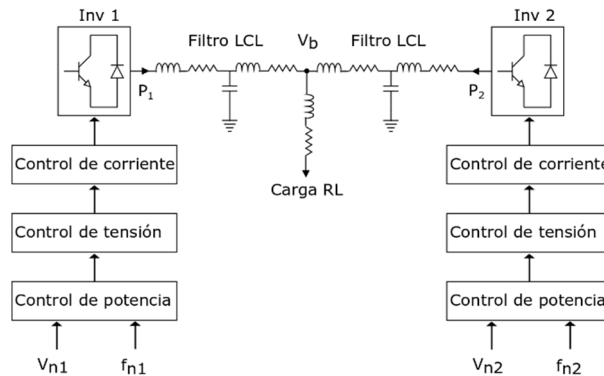 Inv 1
Inv 2
Filtro LCL
V_b
Filtro LCL
P_1
P_2
Carga RL
Control de corriente
Control de corriente
Control de tensión
Control de tensión
Control de potencia
Control de potencia
V_n1
f_n1
V_n2
f_n2